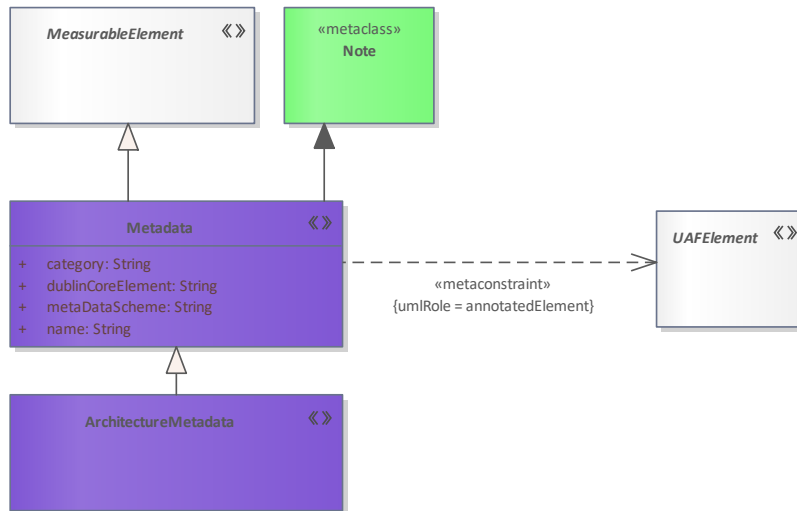 MeasurableElement «»
«metaclass»
Note
Metadata «»
+ category: String
+ dublinCoreElement: String
+ metaDataScheme: String
+ name: String
«metaconstraint»
{umlRole = annotatedElement}
UAFElement «»
ArchitectureMetadata «»